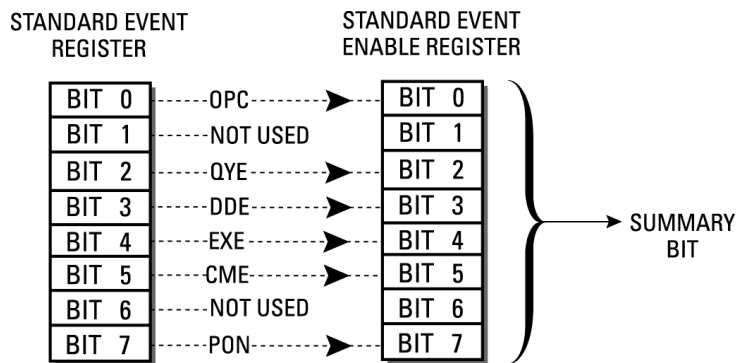 STANDARD EVENT
REGISTER
STANDARD EVENT
ENABLE REGISTER
BIT 0 OPC BIT 0
BIT 1 NOT USED BIT 1
BIT 2 QYE BIT 2
BIT 3 DDE BIT 3
BIT 4 EXE BIT 4
BIT 5 CME BIT 5
BIT 6 NOT USED BIT 6
BIT 7 PON BIT 7
SUMMARY
BIT